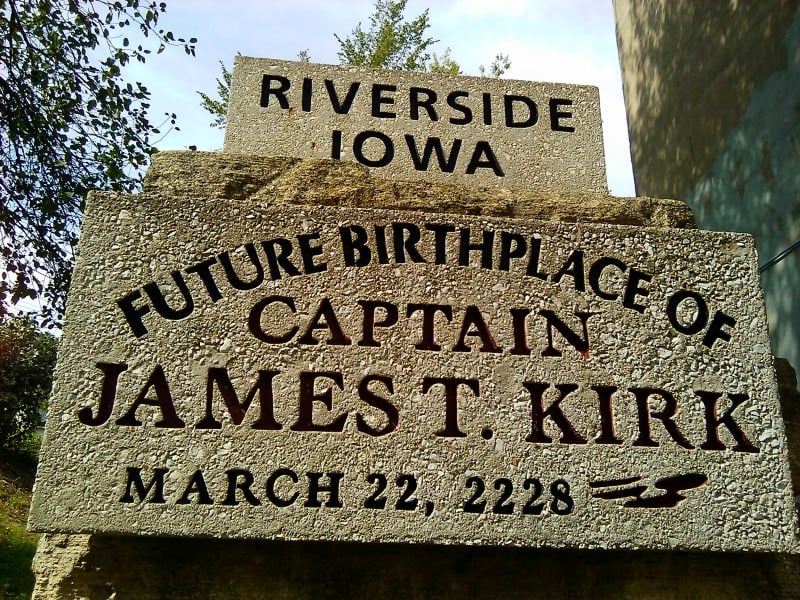 RIVERSIDE
IOWA
FUTURE BIRTHPLACE OF
CAPTAIN
JAMES T. KIRK
MARCH 22, 2228